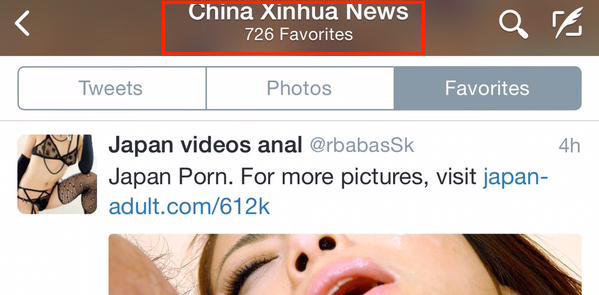 China Xinhua News
726 Favorites
Tweets
Photos
Favorites
Japan videos anal @rbabasSk 4h
Japan Porn. For more pictures, visit japan-
adult.com/612k